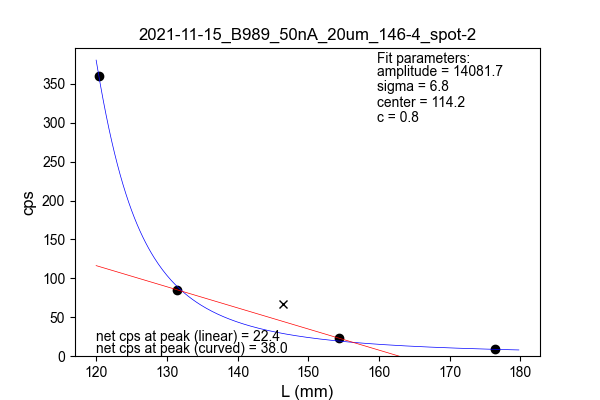 2021-11-15_B989_50nA_20um_146-4_spot-2
Fit parameters:
amplitude = 14081.7
sigma = 6.8
center = 114.2
c = 0.8
350
300
250
200
150
100
50
0
cps
net cps at peak (linear) = 22.4
net cps at peak (curved) = 38.0
120 130 140 150 160 170 180
L (mm)